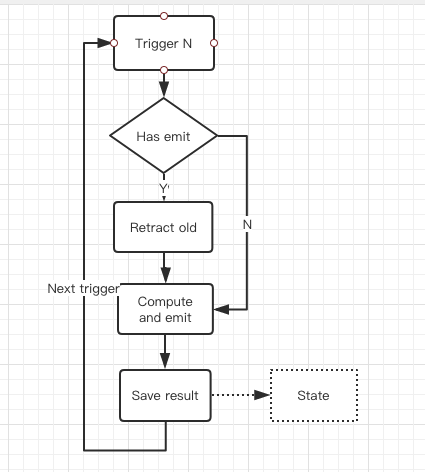 Trigger N
Has emit
Y
Retract old
N
Next trigger
Compute
and emit
Save result
State